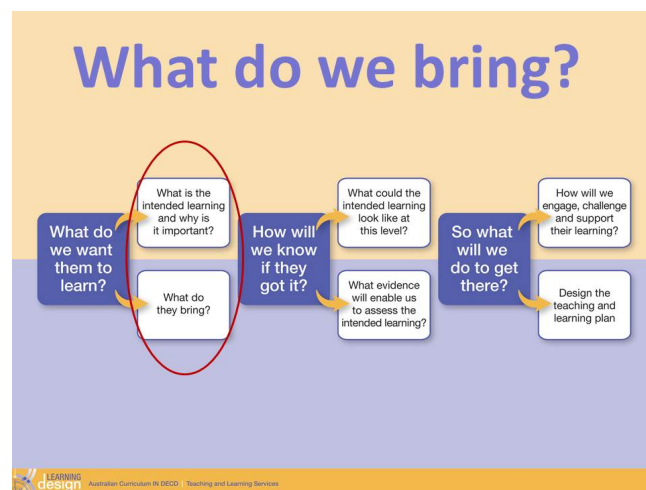 What do we bring?
What do
we want
them to
learn?
What is the
intended learning
and why is
it important?
What do
they bring?
How will
we know
if they
got it?
What could the
intended learning
look like at
this level?
What evidence
will enable us
to assess the
intended learning?
So what
will we
do to get
there?
How will we
engage, challenge
and support
their learning?
Design the
teaching and
learning plan
LEARNING
design
Australian Curriculum IN DECD | Teaching and Learning Services